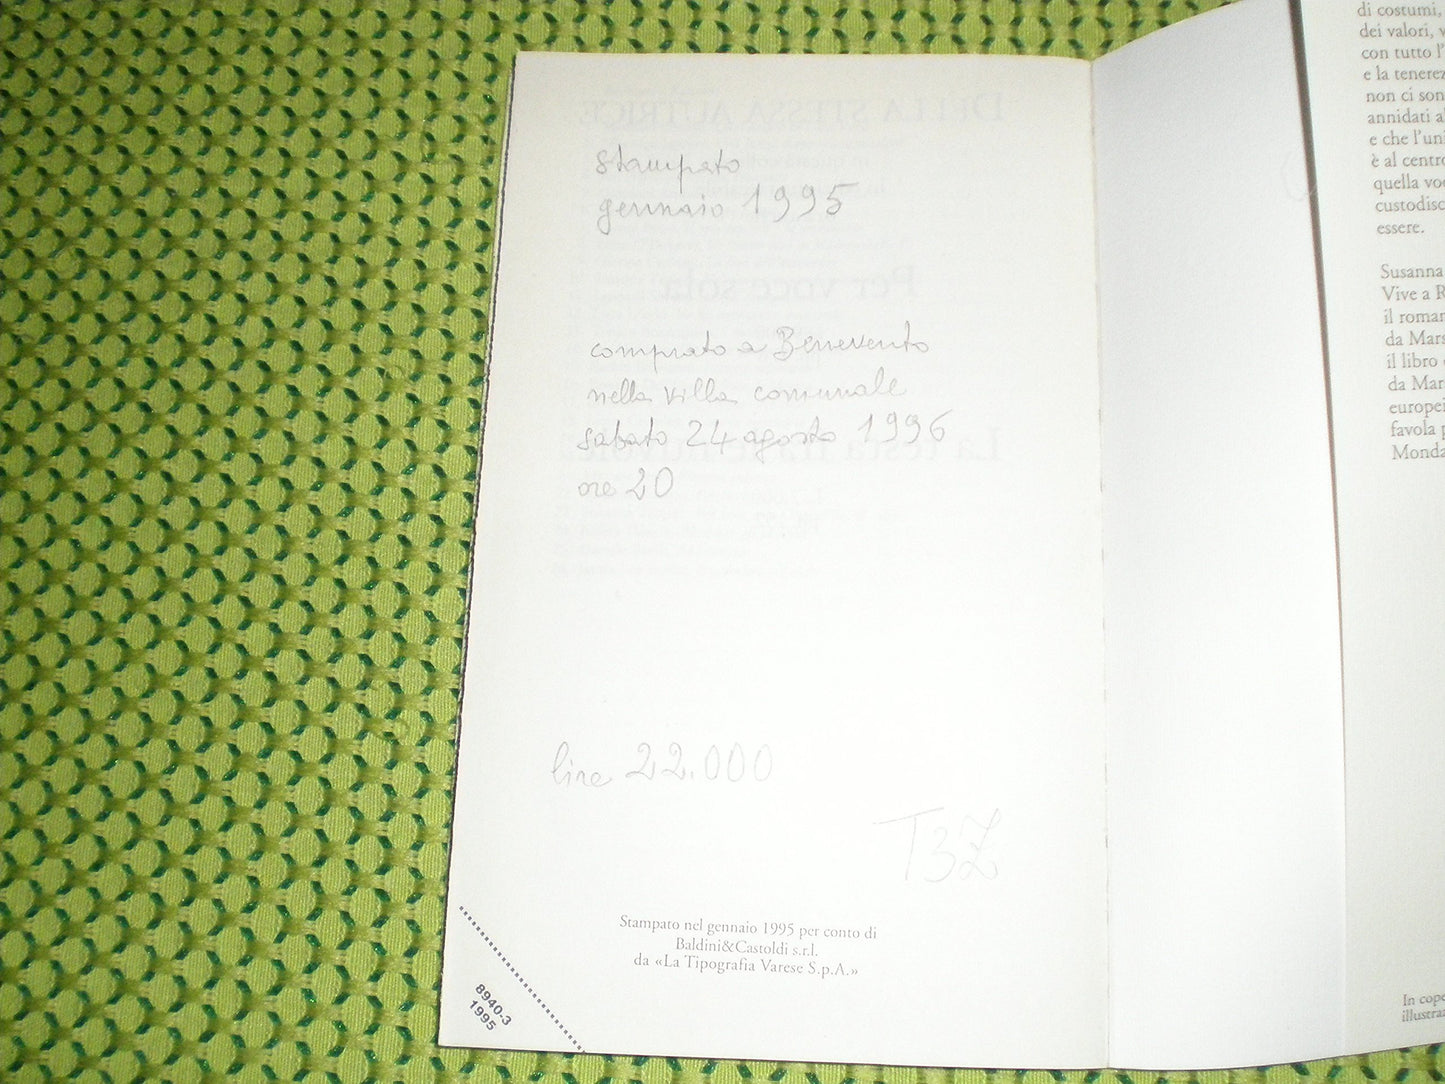 stampato
gennaio 1995
comprato a Benevento
nella villa comunale
sabato 24 agosto 1996
ore 20
lire 22.000
T3Z
Stampato nel gennaio 1995 per conto di
Baldini&Castoldi s.r.l.
da «La Tipografia Varese S.p.A.»
8940-3
1995
di costumi,
dei valori, v
con tutto l'
e la tenerez
non ci son
annidati a
e che l'un
è al centro
quella vo
custodisc
essere.
Susanna
Vive a R
il roman
da Mars
il libro
da Mar
europei
favola p
Monda
In cope
illustraz